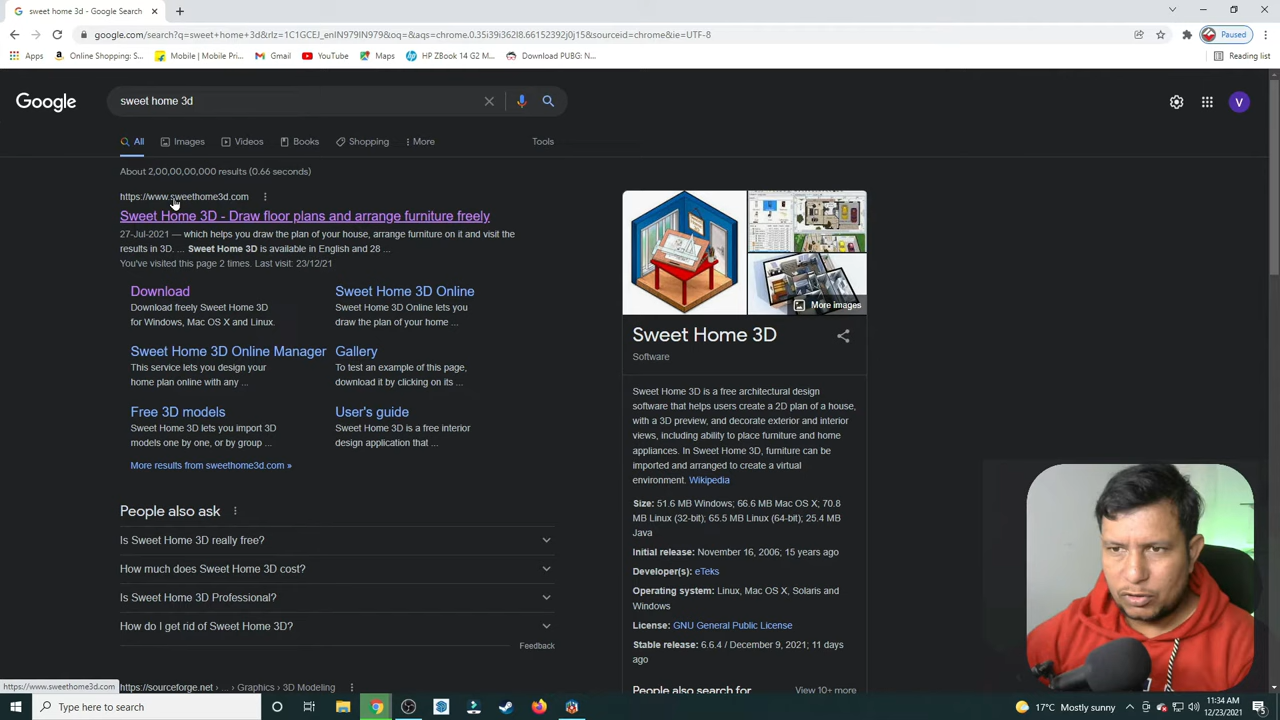 sweet home 3d - Google Search
google.com/search?q=sweet+home+3d&rlz=1C1GCEJ_enIN979IN979&oq=&aqs=chrome.0.35i39i362l8.66152392j0j15&sourceid=chrome&ie=UTF-8
Paused
Apps
Online Shopping: S...
Gmail
YouTube
Maps
HP ZBook 14 G2 M...
Download PUBG: N...
Reading list
Google
sweet home 3d
V
All
Images
Videos
Books
Shopping
More
Tools
About 2,00,00,00,000 results (0.66 seconds)
https://www.sweethome3d.com
Sweet Home 3D - Draw floor plans and arrange furniture freely
27-Jul-2021 — which helps you draw the plan of your house, arrange furniture on it and visit the
results in 3D. ... Sweet Home 3D is available in English and 28 ...
You've visited this page 2 times. Last visit: 23/12/21
Download
Download freely Sweet Home 3D
for Windows, Mac OS X and Linux.
Sweet Home 3D Online
Sweet Home 3D Online lets you
draw the plan of your home ...
Sweet Home 3D Online Manager
This service lets you design your
home plan online with any ...
Gallery
To test an example of this page,
download it by clicking on its ...
Free 3D models
Sweet Home 3D lets you import 3D
models one by one, or by group ...
User's guide
Sweet Home 3D is a free interior
design application that ...
More results from sweethome3d.com »
People also ask
Is Sweet Home 3D really free?
How much does Sweet Home 3D cost?
Is Sweet Home 3D Professional?
How do I get rid of Sweet Home 3D?
Feedback
https://sourceforge.net › ... › Graphics › 3D Modeling
More images
Sweet Home 3D
Software
Sweet Home 3D is a free architectural design
software that helps users create a 2D plan of a house,
with a 3D preview, and decorate exterior and interior
views, including ability to place furniture and home
appliances. In Sweet Home 3D, furniture can be
imported and arranged to create a virtual
environment. Wikipedia
Size: 51.6 MB Windows; 66.6 MB Mac OS X; 70.8
MB Linux (32-bit); 65.5 MB Linux (64-bit); 25.4 MB
Java
Initial release: November 16, 2006; 15 years ago
Developer(s): eTeks
Operating system: Linux, Mac OS X, Solaris and
Windows
License: GNU General Public License
Stable release: 6.6.4 / December 9, 2021; 11 days
ago
People also search for
View 10+ more
https://www.sweethome3d.com
Type here to search
17°C Mostly sunny
11:34 AM
12/23/2021
5